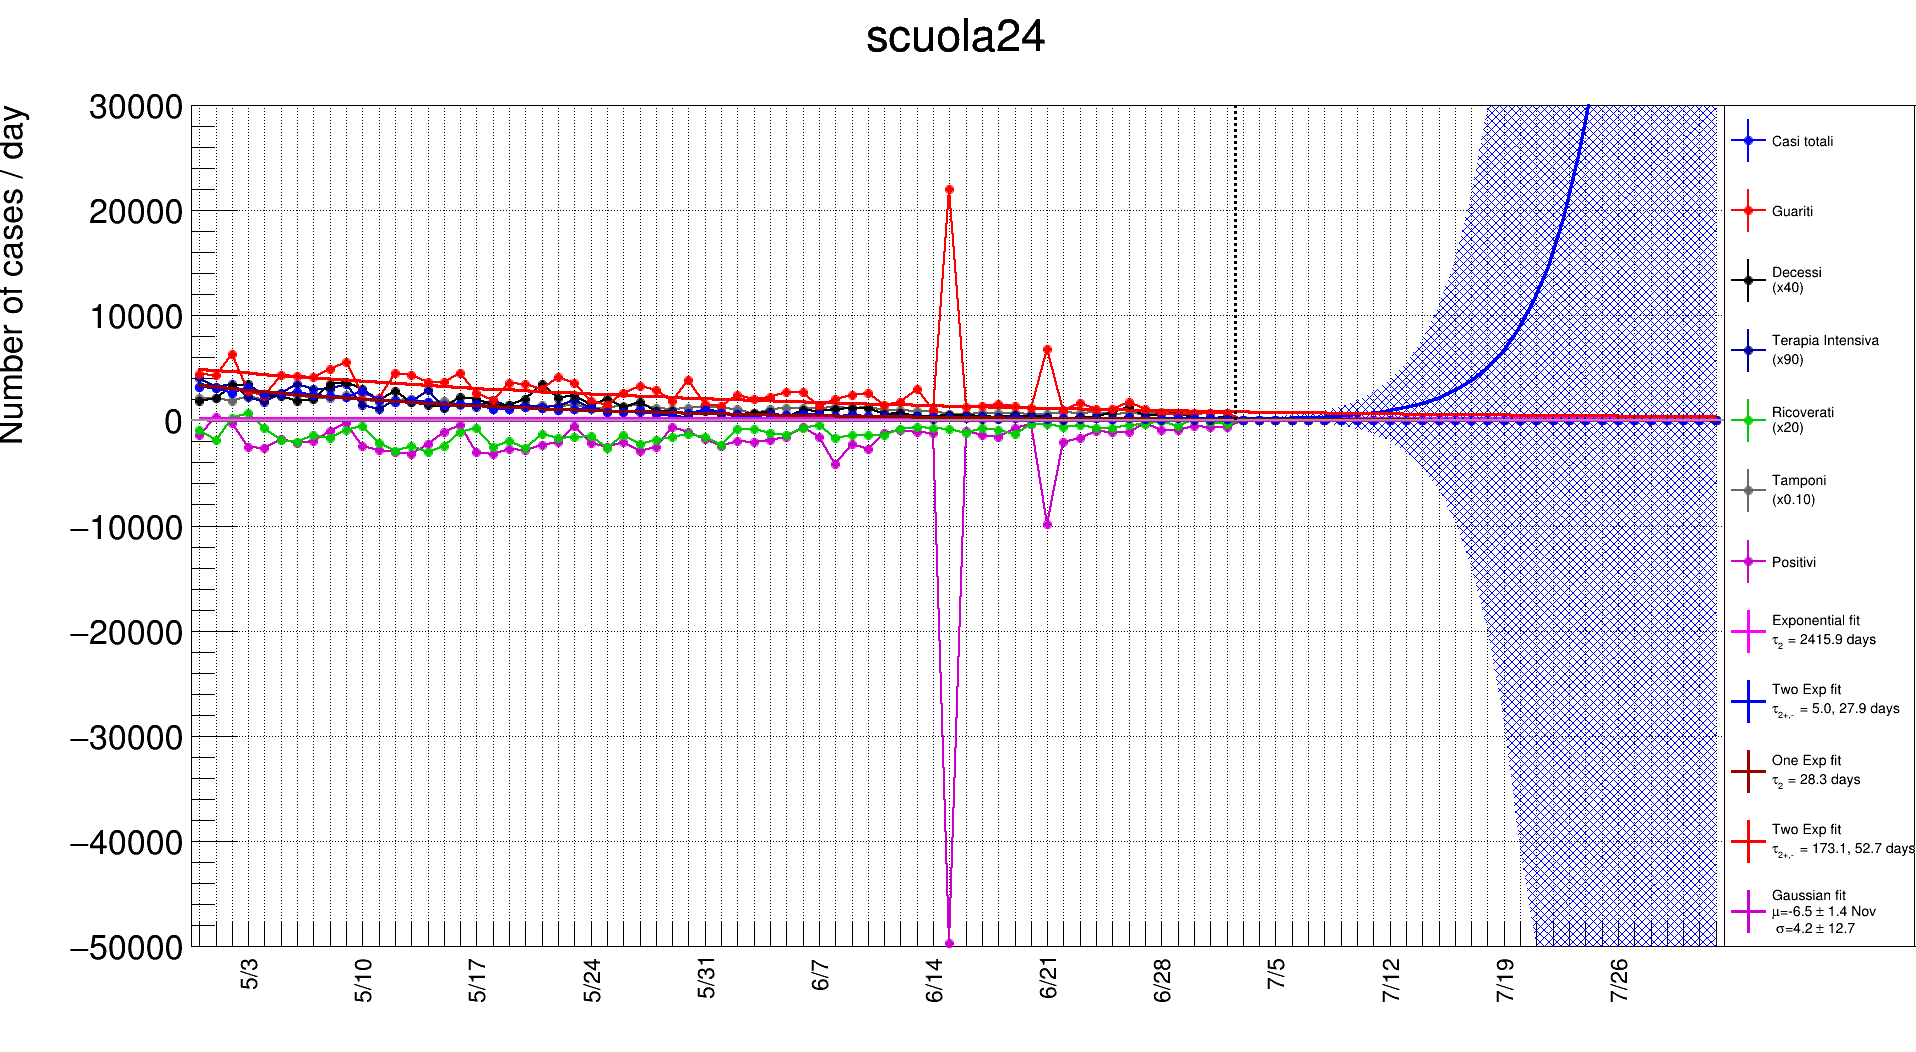 scuola24
Number of cases / day
30000
20000
10000
0
−10000
−20000
−30000
−40000
−50000
5/3
5/10
5/17
5/24
5/31
6/7
6/14
6/21
6/28
7/5
7/12
7/19
7/26
Casi totali
Guariti
Decessi
(x40)
Terapia Intensiva
(x90)
Ricoverati
(x20)
Tamponi
(x0.10)
Positivi
Exponential fit
τ2 = 2415.9 days
Two Exp fit
τ2+,- = 5.0, 27.9 days
One Exp fit
τ2 = 28.3 days
Two Exp fit
τ2+,- = 173.1, 52.7 days
Gaussian fit
μ=-6.5 ± 1.4 Nov
σ=4.2 ± 12.7